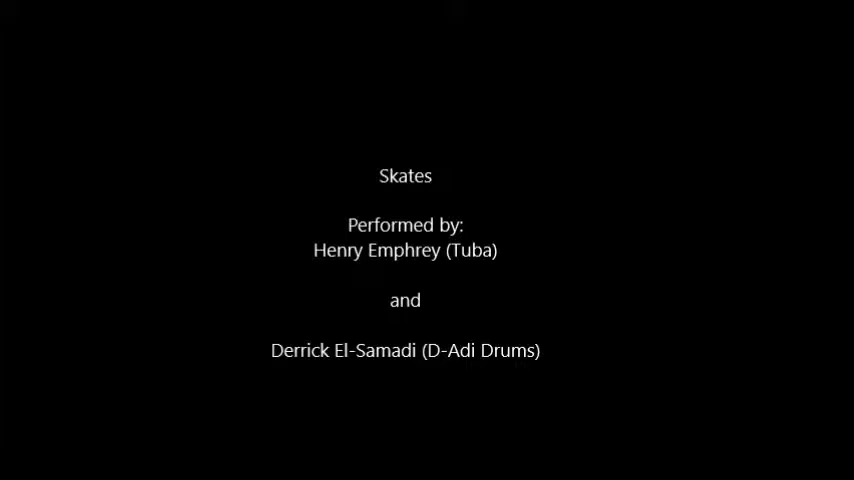 Skates
Performed by:
Henry Emphrey (Tuba)
and
Derrick El-Samadi (D-Adi Drums)